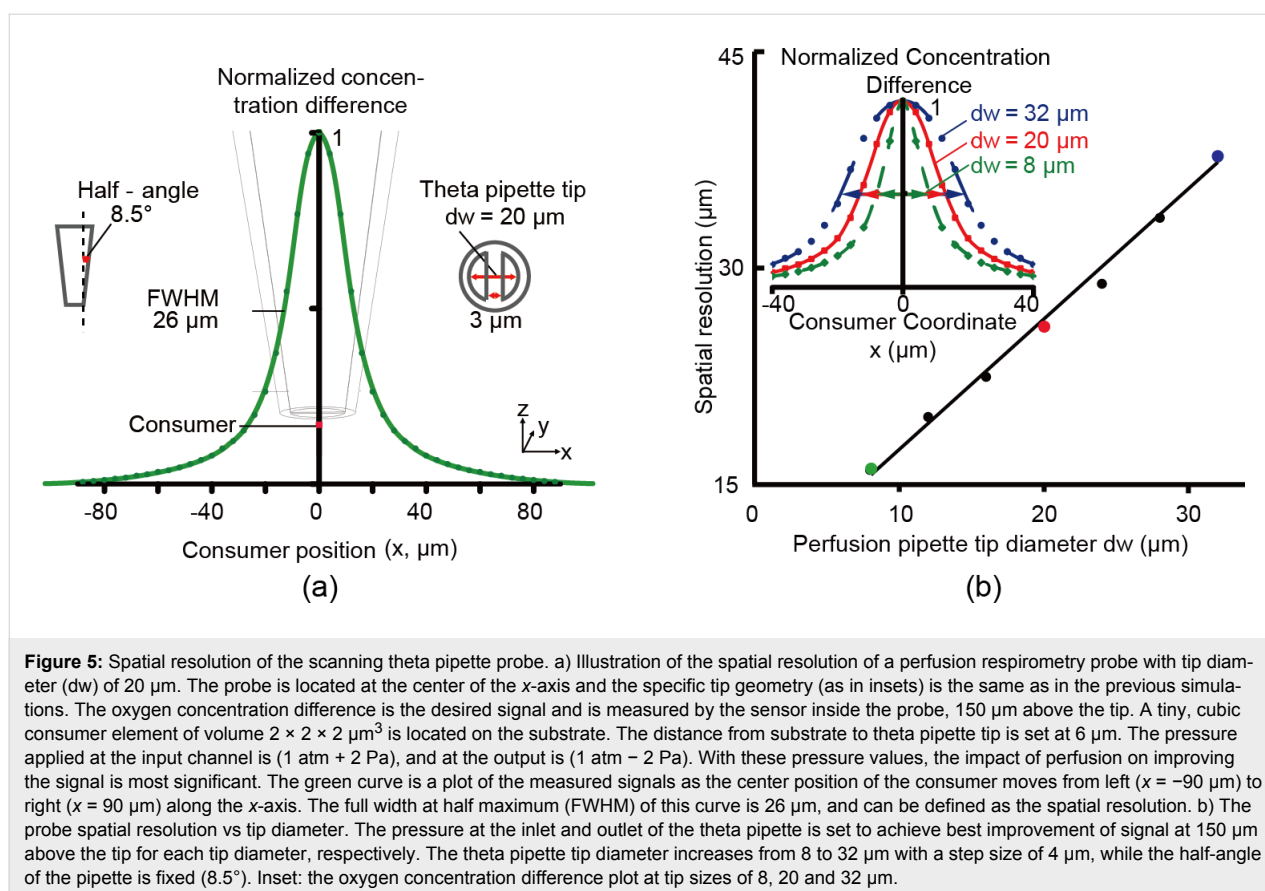 Normalized concen-
tration difference
1
Half - angle
8.5°
Theta pipette tip
dw = 20 µm
3 µm
FWHM
26 µm
Consumer
z
y
x
-80
-40
0
40
80
Consumer position (x, µm)
(a)
45
30
15
Spatial resolution (µm)
Normalized Concentration
Difference
1
dw = 32 µm
dw = 20 µm
dw = 8 µm
-40
0
40
Consumer Coordinate
x (µm)
0
10
20
30
Perfusion pipette tip diameter dw (µm)
(b)
Figure 5: Spatial resolution of the scanning theta pipette probe. a) Illustration of the spatial resolution of a perfusion respirometry probe with tip diam-
eter (dw) of 20 µm. The probe is located at the center of the x-axis and the specific tip geometry (as in insets) is the same as in the previous simula-
tions. The oxygen concentration difference is the desired signal and is measured by the sensor inside the probe, 150 µm above the tip. A tiny, cubic
consumer element of volume 2 × 2 × 2 µm³ is located on the substrate. The distance from substrate to theta pipette tip is set at 6 µm. The pressure
applied at the input channel is (1 atm + 2 Pa), and at the output is (1 atm − 2 Pa). With these pressure values, the impact of perfusion on improving
the signal is most significant. The green curve is a plot of the measured signals as the center position of the consumer moves from left (x = −90 µm) to
right (x = 90 µm) along the x-axis. The full width at half maximum (FWHM) of this curve is 26 µm, and can be defined as the spatial resolution. b) The
probe spatial resolution vs tip diameter. The pressure at the inlet and outlet of the theta pipette is set to achieve best improvement of signal at 150 µm
above the tip for each tip diameter, respectively. The theta pipette tip diameter increases from 8 to 32 µm with a step size of 4 µm, while the half-angle
of the pipette is fixed (8.5°). Inset: the oxygen concentration difference plot at tip sizes of 8, 20 and 32 µm.